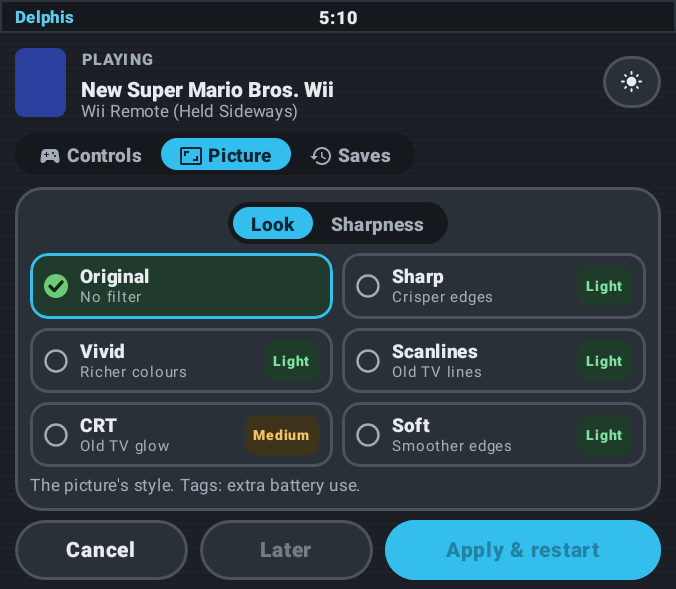 Delphis
5:10
PLAYING
New Super Mario Bros. Wii
Wii Remote (Held Sideways)
Controls
Picture
Saves
Look
Sharpness
Original
No filter
Sharp
Crisper edges
Light
Vivid
Richer colours
Light
Scanlines
Old TV lines
Light
CRT
Old TV glow
Medium
Soft
Smoother edges
Light
The picture's style. Tags: extra battery use.
Cancel
Later
Apply & restart